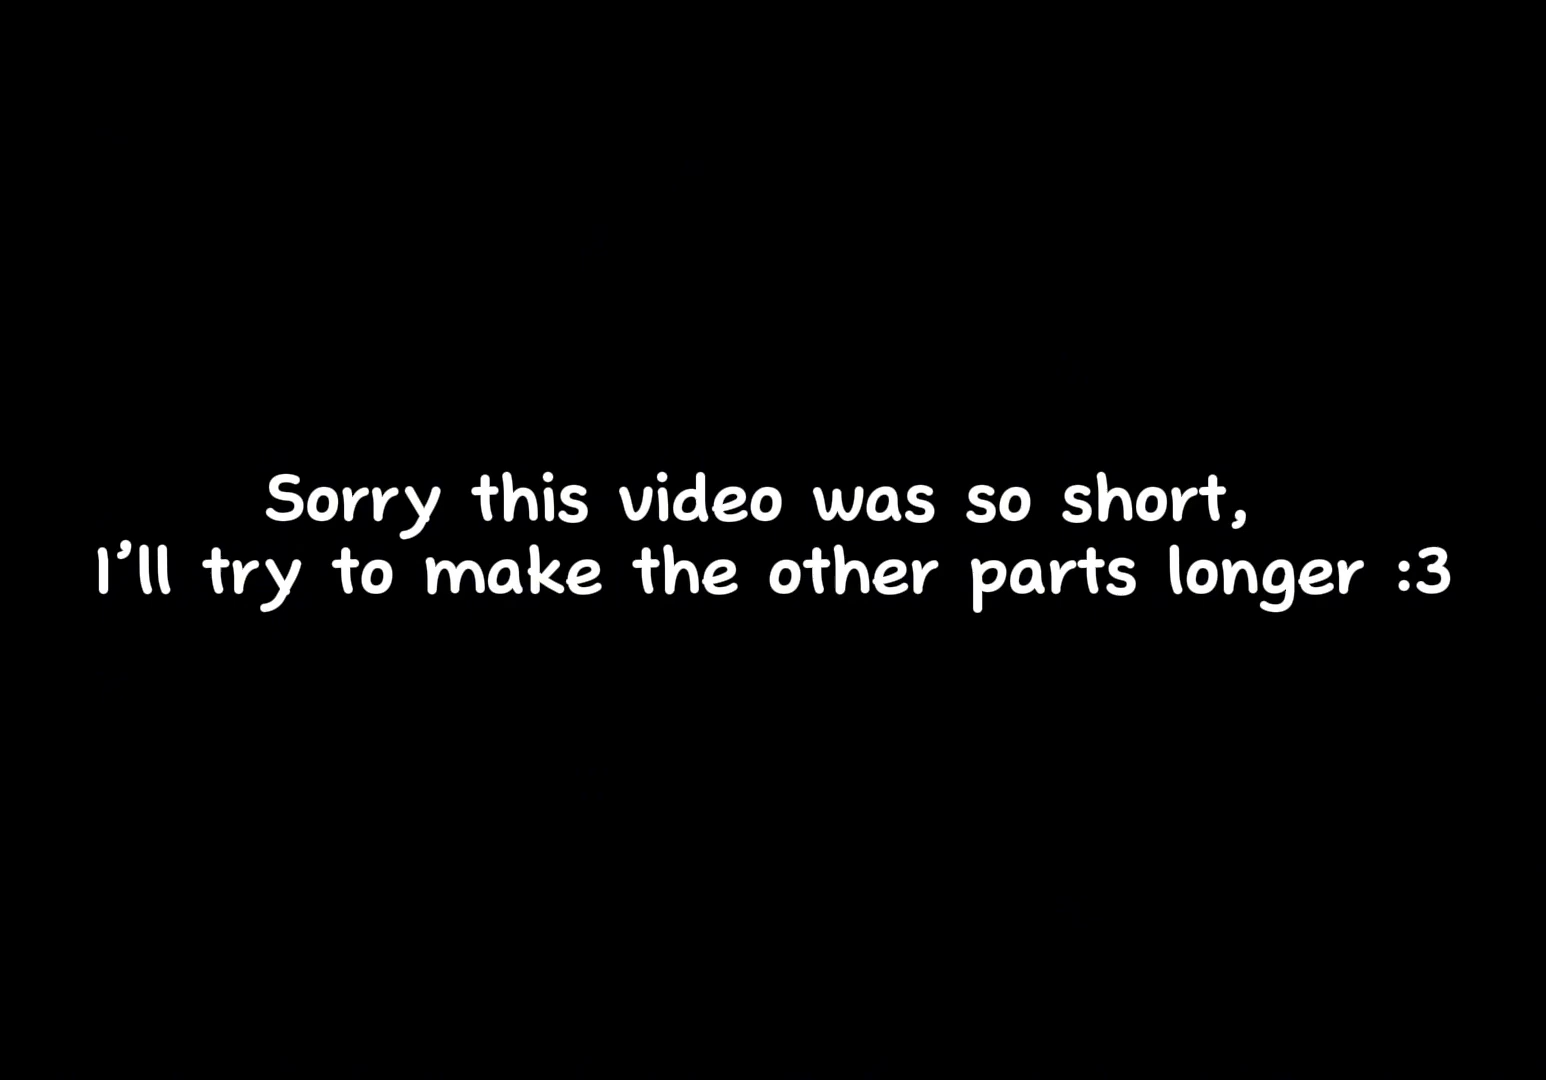 Sorry this video was so short,
I’ll try to make the other parts longer :3